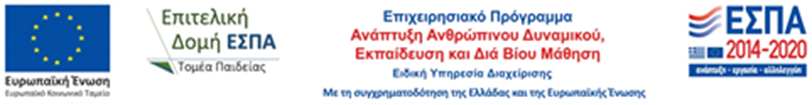 Ευρωπαϊκή Ένωση
Ευρωπαϊκό Κοινωνικό Ταμείο
Επιτελική
Δομή ΕΣΠΑ
Τομέα Παιδείας
Επιχειρησιακό Πρόγραμμα
Ανάπτυξη Ανθρώπινου Δυναμικού,
Εκπαίδευση και Διά Βίου Μάθηση
Ειδική Υπηρεσία Διαχείρισης
Με τη συγχρηματοδότηση της Ελλάδας και της Ευρωπαϊκής Ένωσης
ΕΣΠΑ
2014-2020
ανάπτυξη - εργασία - αλληλεγγύη